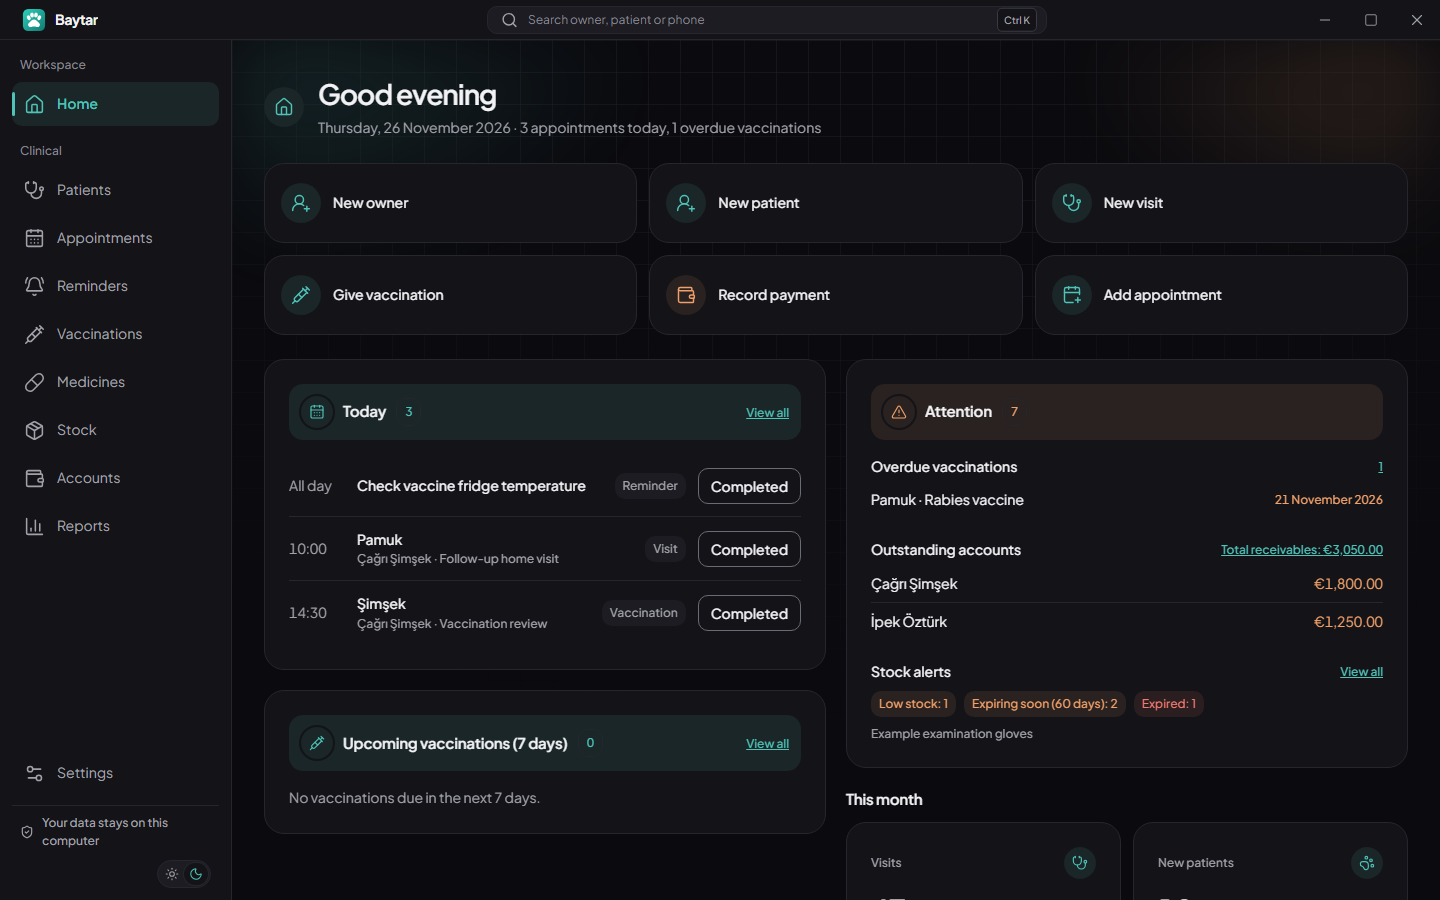 Baytar
Search owner, patient or phone
Ctrl K
Workspace
Home
Clinical
Patients
Appointments
Reminders
Vaccinations
Medicines
Stock
Accounts
Reports
Settings
Your data stays on this
computer
Good evening
Thursday, 26 November 2026 · 3 appointments today, 1 overdue vaccinations
New owner
New patient
New visit
Give vaccination
Record payment
Add appointment
Today 3 View all
All day Check vaccine fridge temperature Reminder Completed
10:00 Pamuk Visit Completed
Çağrı Şimşek · Follow-up home visit
14:30 Şimşek Vaccination Completed
Çağrı Şimşek · Vaccination review
Upcoming vaccinations (7 days) 0 View all
No vaccinations due in the next 7 days.
Attention 7
Overdue vaccinations 1
Pamuk · Rabies vaccine 21 November 2026
Outstanding accounts Total receivables: €3,050.00
Çağrı Şimşek €1,800.00
İpek Öztürk €1,250.00
Stock alerts View all
Low stock: 1 Expiring soon (60 days): 2 Expired: 1
Example examination gloves
This month
Visits
New patients